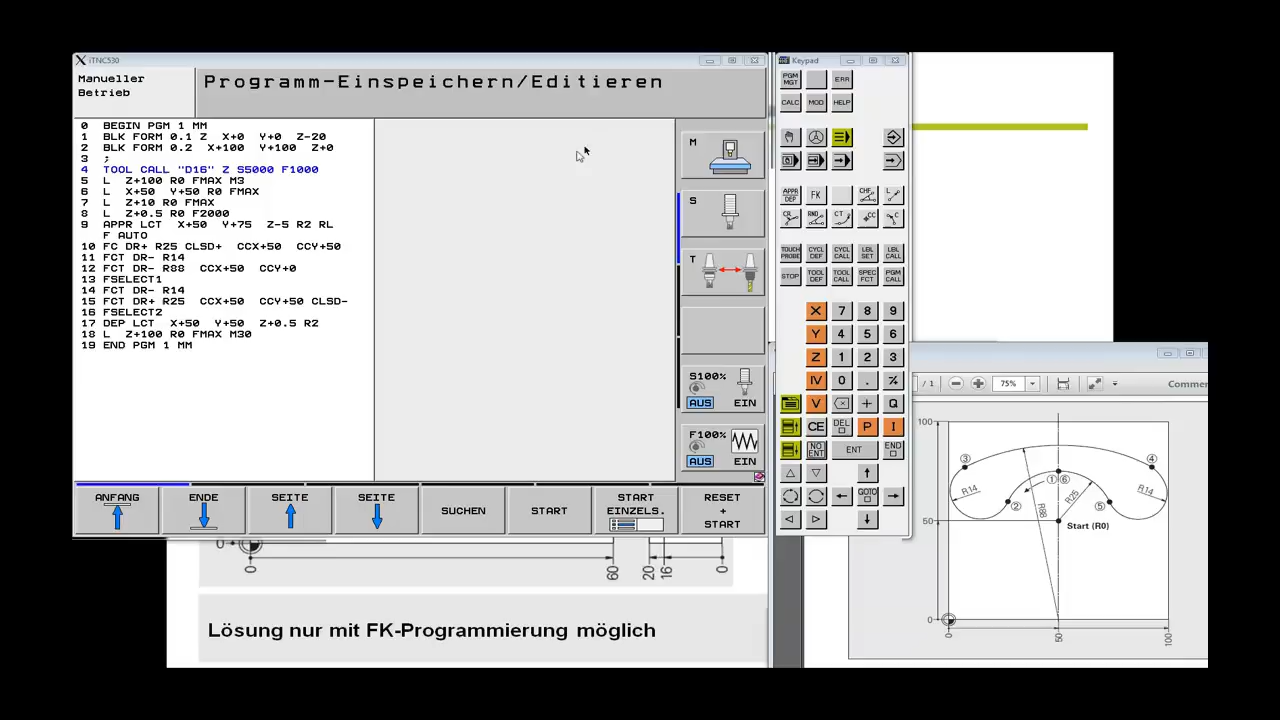 iTNC530
Manueller
Betrieb
Programm-Einspeichern/Editieren
0 BEGIN PGM 1 MM
1 BLK FORM 0.1 Z X+0 Y+0 Z-20
2 BLK FORM 0.2 X+100 Y+100 Z+0
3 ;
4 TOOL CALL "D16" Z S5000 F1000
5 L Z+100 R0 FMAX M3
6 L X+50 Y+50 R0 FMAX
7 L Z+10 R0 FMAX
8 L Z+0.5 R0 F2000
9 APPR LCT X+50 Y+75 Z-5 R2 RL
F AUTO
10 FC DR+ R25 CLSD+ CCX+50 CCY+50
11 FCT DR- R14
12 FCT DR- R88 CCX+50 CCY+0
13 FSELECT1
14 FCT DR- R14
15 FCT DR+ R25 CCX+50 CCY+50 CLSD-
16 FSELECT2
17 DEP LCT X+50 Y+50 Z+0.5 R2
18 L Z+100 R0 FMAX M30
19 END PGM 1 MM
M
S
T
S100%
AUS EIN
F100%
AUS EIN
ANFANG
ENDE
SEITE
SEITE
SUCHEN
START
START
EINZELS.
RESET
+
START
Keypad
PGM MGT
ERR
CALC MOD HELP
APPR DEP FK CHF L
CR RND CT CC C
TOUCH PROBE CYCL DEF CYCL CALL LBL SET LBL CALL
STOP TOOL DEF TOOL CALL SPEC FCT PGM CALL
X 7 8 9
Y 4 5 6
Z 1 2 3
IV 0 . ⁺∕₋
V + Q
CE DEL P I
NO ENT ENT END
GOTO
/ 1 75% Commer
100
50
0
0
50
100
③
④
①⑥
②
⑤
R14
R88
R25
R14
Start (R0)
0
0
60
20
16
0
Lösung nur mit FK-Programmierung möglich